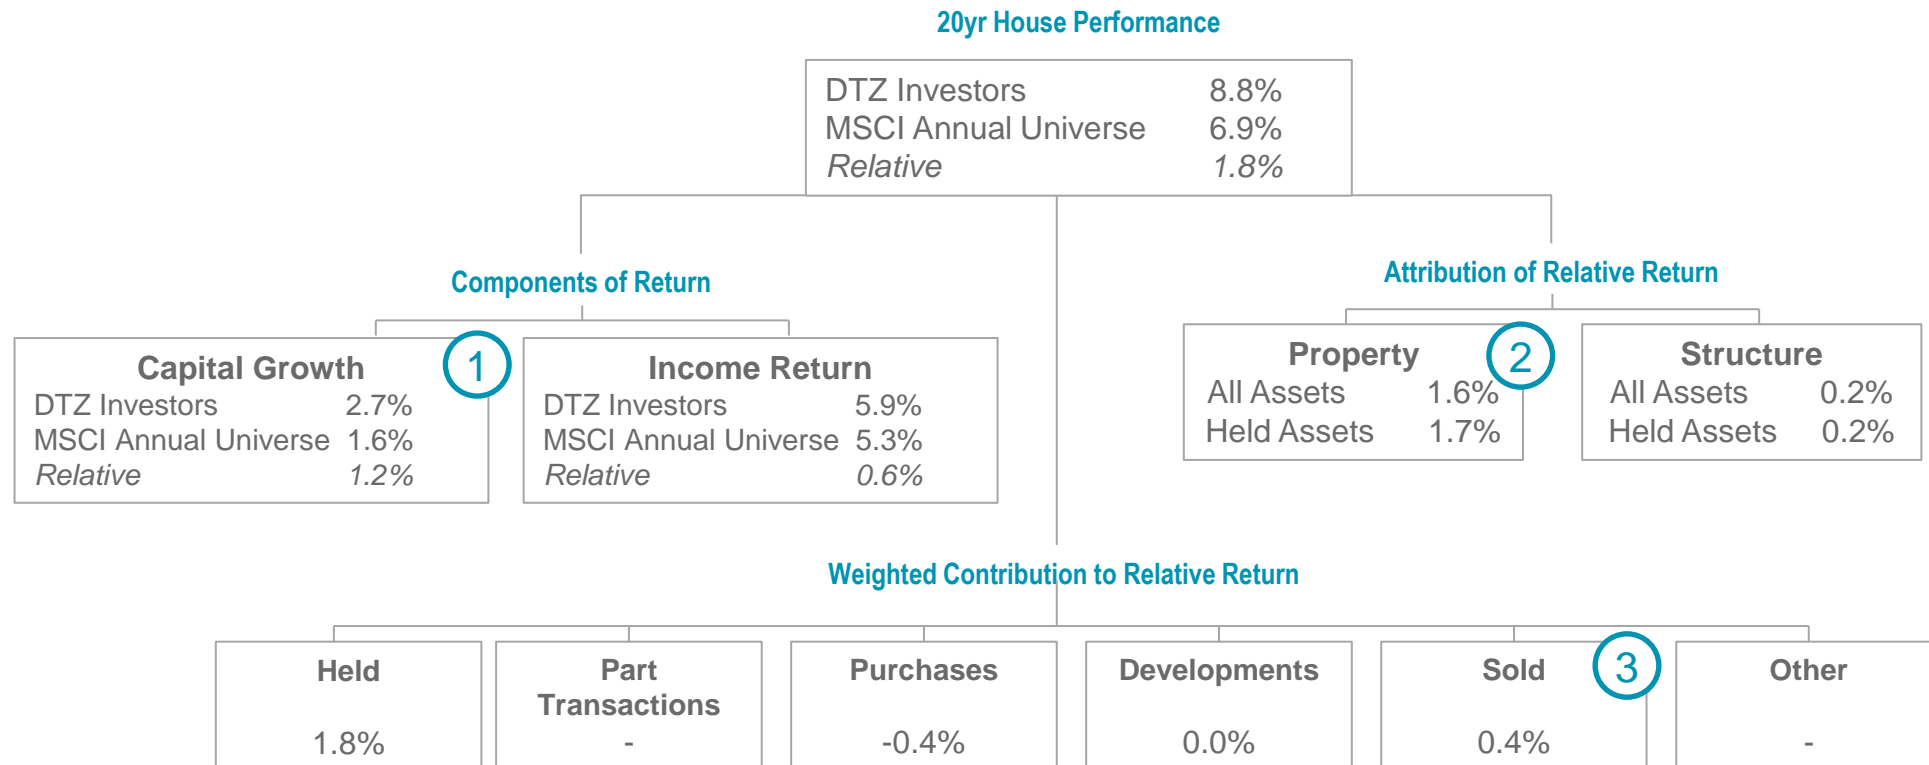 20yr House Performance
DTZ Investors 8.8%
MSCI Annual Universe 6.9%
Relative 1.8%
Components of Return
Attribution of Relative Return
Capital Growth
DTZ Investors 2.7%
MSCI Annual Universe 1.6%
Relative 1.2%
1
Income Return
DTZ Investors 5.9%
MSCI Annual Universe 5.3%
Relative 0.6%
Property
All Assets 1.6%
Held Assets 1.7%
2
Structure
All Assets 0.2%
Held Assets 0.2%
Weighted Contribution to Relative Return
Held
1.8%
Part
Transactions
-
Purchases
-0.4%
Developments
0.0%
Sold
0.4%
3
Other
-